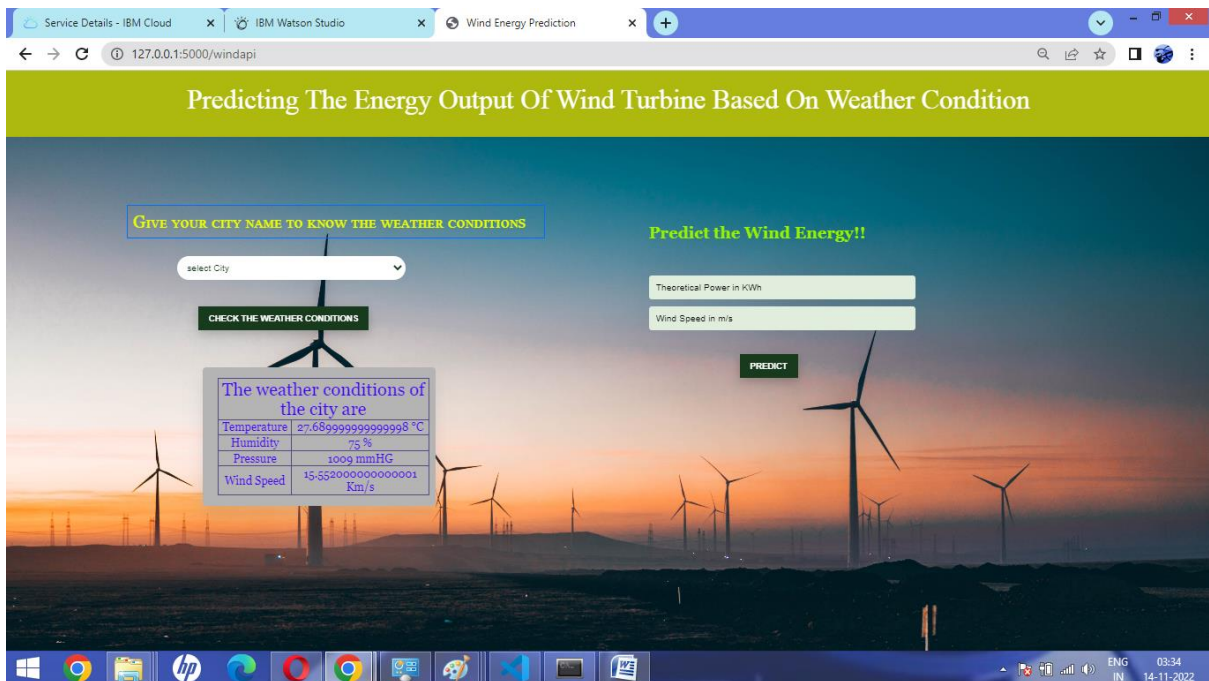 Service Details - IBM Cloud
IBM Watson Studio
Wind Energy Prediction
127.0.0.1:5000/windapi
Predicting The Energy Output Of Wind Turbine Based On Weather Condition
Give your city name to know the weather conditions
select City
CHECK THE WEATHER CONDITIONS
The weather conditions of
the city are
Temperature 27.689999999999998 °C
Humidity 75 %
Pressure 1009 mmHG
Wind Speed 15.552000000000001
Km/s
Predict the Wind Energy!!
Theoretical Power in KWh
Wind Speed in m/s
PREDICT
hp
ENG
IN
03:34
14-11-2022